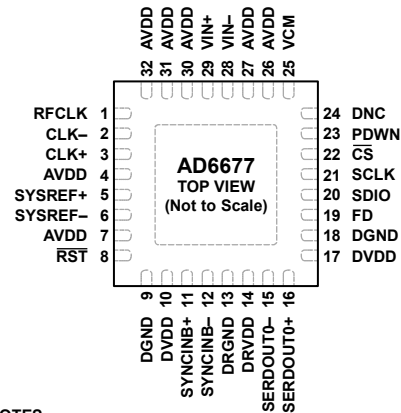 32 AVDD
31 AVDD
30 AVDD
29 VIN+
28 VIN–
27 AVDD
26 AVDD
25 VCM
RFCLK 1
CLK– 2
CLK+ 3
AVDD 4
SYSREF+ 5
SYSREF– 6
AVDD 7
RST 8
AD6677
TOP VIEW
(Not to Scale)
24 DNC
23 PDWN
22 CS
21 SCLK
20 SDIO
19 FD
18 DGND
17 DVDD
DGND 9
DVDD 10
SYNCINB+ 11
SYNCINB– 12
DRGND 13
DRVDD 14
SERDOUT0– 15
SERDOUT0+ 16